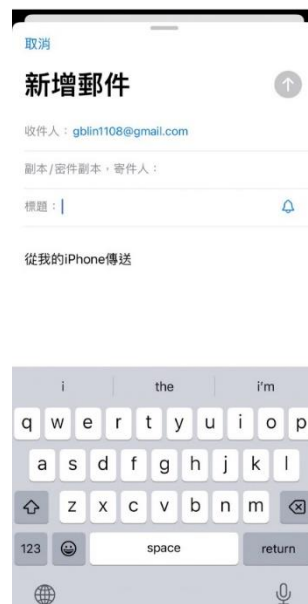 取消
新增郵件
收件人：gblin1108@gmail.com
副本/密件副本，寄件人：
標題：
從我的iPhone傳送
i the i'm
q w e r t y u i o p
a s d f g h j k l
z x c v b n m
123 space return